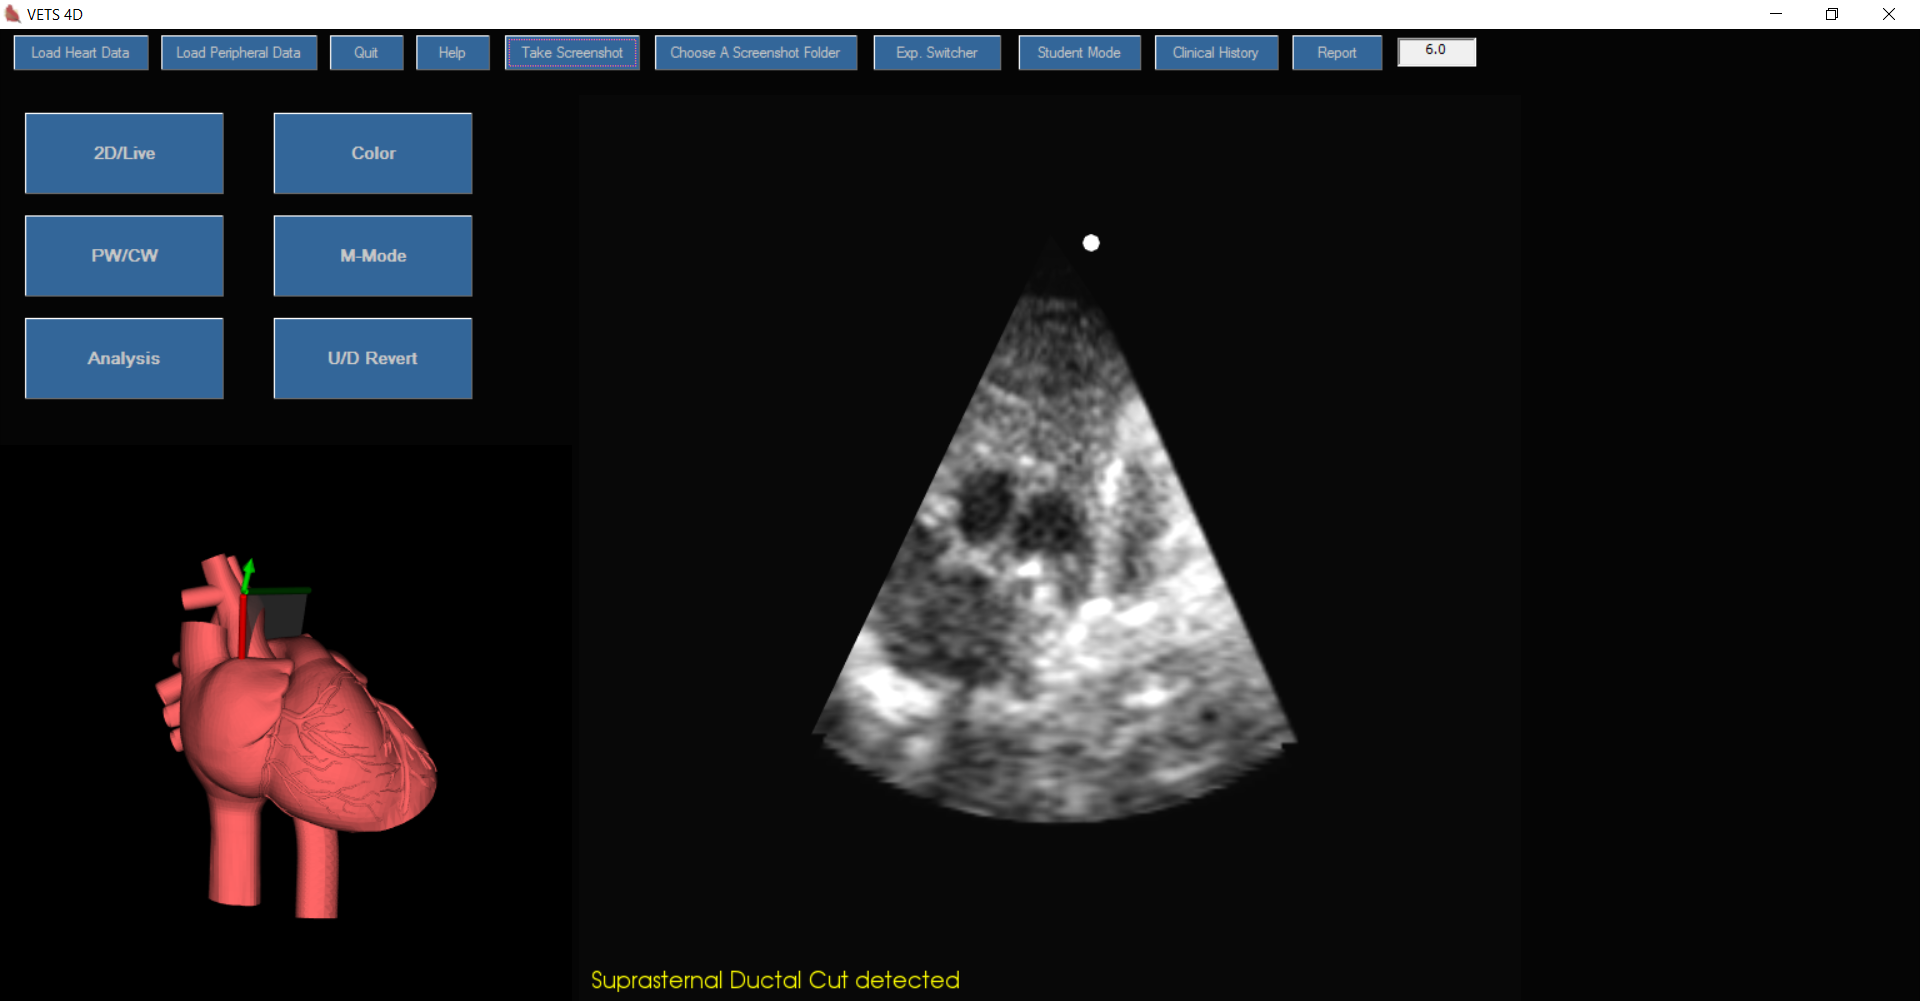 VETS 4D
Load Heart Data
Load Peripheral Data
Quit
Help
Take Screenshot
Choose A Screenshot Folder
Exp. Switcher
Student Mode
Clinical History
Report
6.0
2D/Live
Color
PW/CW
M-Mode
Analysis
U/D Revert
Suprasternal Ductal Cut detected